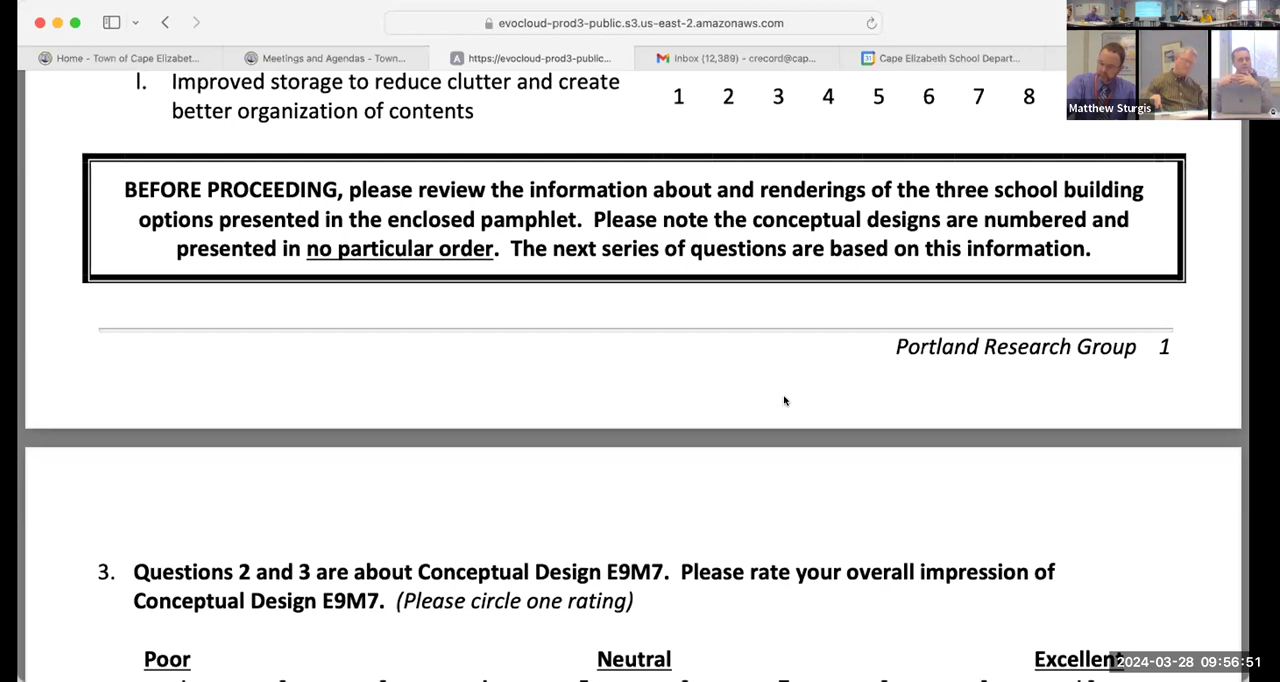 evocloud-prod3-public.s3.us-east-2.amazonaws.com
Home - Town of Cape Elizabet...
Meetings and Agendas - Town...
https://evocloud-prod3-public...
Inbox (12,389) - crecord@cap...
Cape Elizabeth School Depart...
Matthew Sturgis
l. Improved storage to reduce clutter and create
better organization of contents
1 2 3 4 5 6 7 8
BEFORE PROCEEDING, please review the information about and renderings of the three school building
options presented in the enclosed pamphlet. Please note the conceptual designs are numbered and
presented in no particular order. The next series of questions are based on this information.
Portland Research Group 1
3. Questions 2 and 3 are about Conceptual Design E9M7. Please rate your overall impression of
Conceptual Design E9M7. (Please circle one rating)
Poor Neutral Excellent
2024-03-28 09:56:51